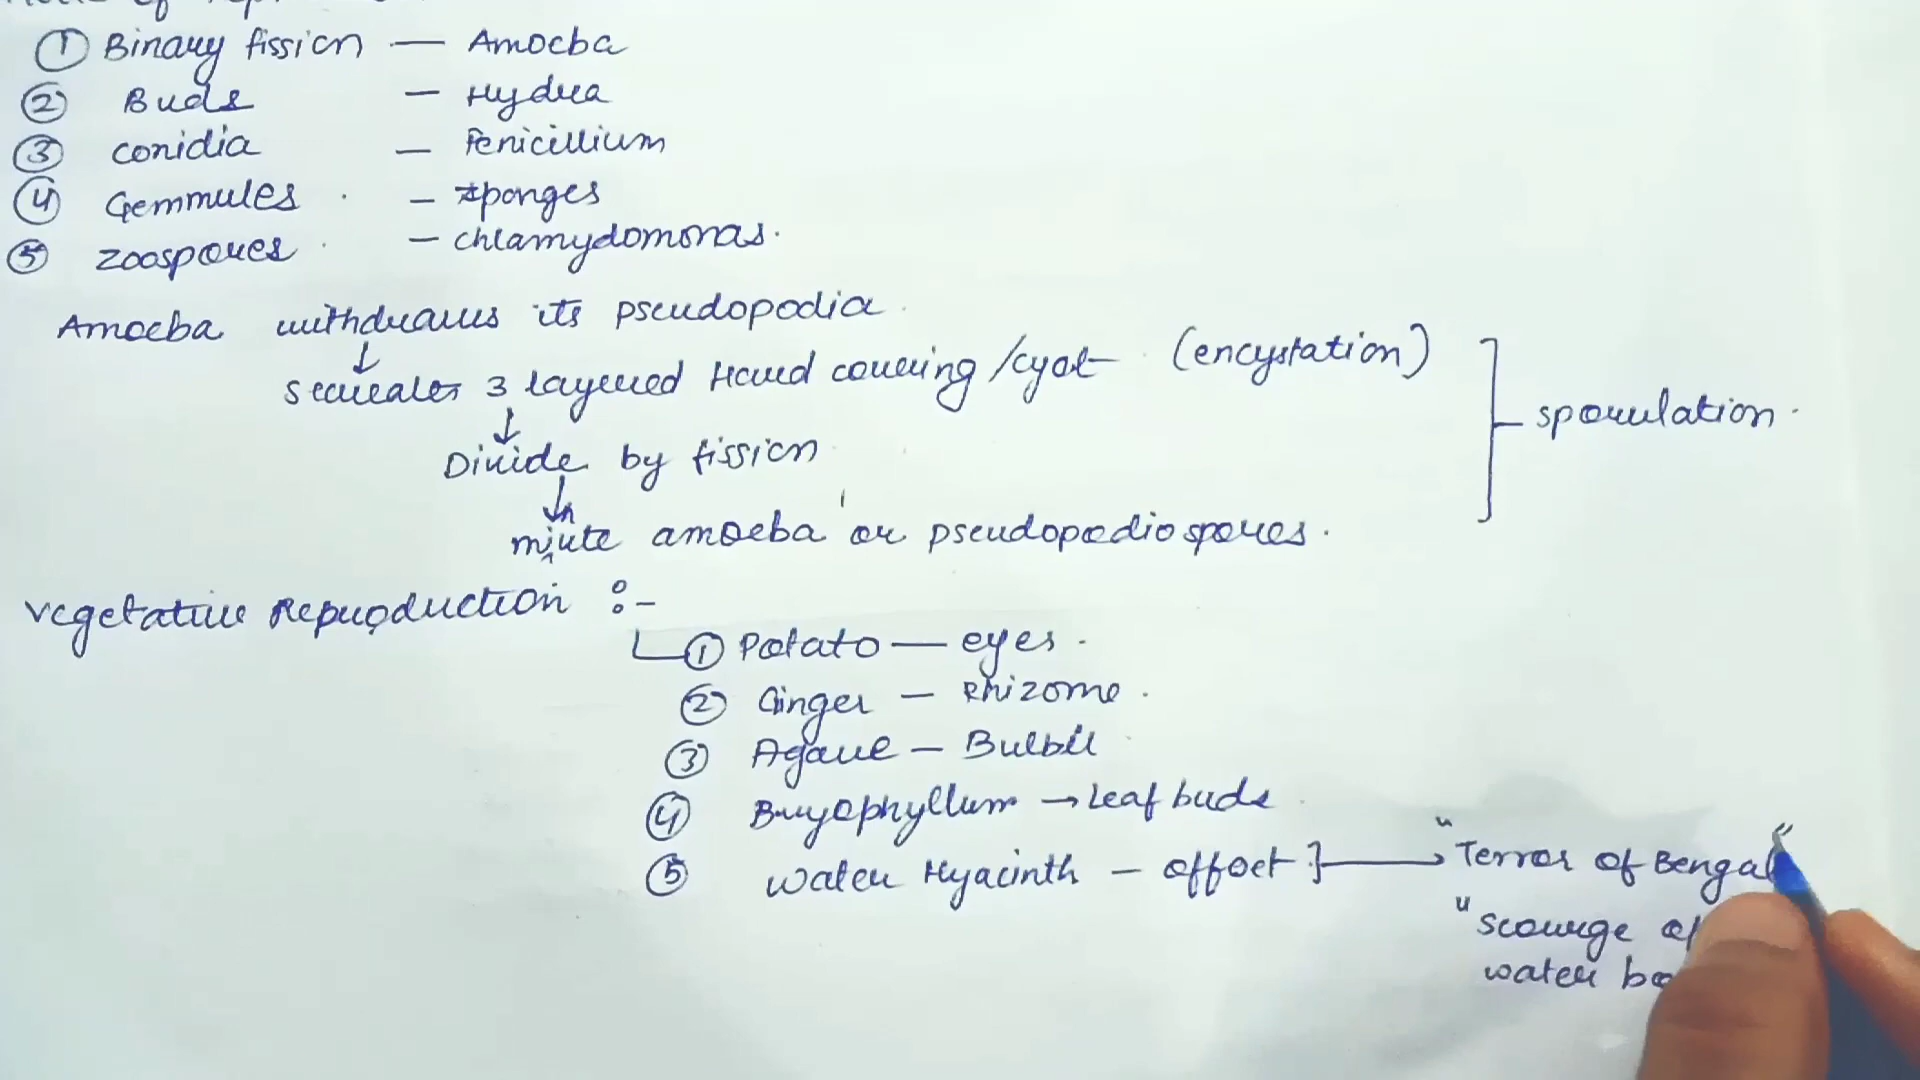 ① Binary fission — Amoeba
② Buds — Hydra
③ conidia — Penicillium
④ Gemmules — sponges
⑤ zoospores — chlamydomonas.
Amoeba withdraws its pseudopodia.
↓
3 layered Hard covering /cyst (encystation)
↓
Divide by fission
↓
minute amoeba or pseudopodiospores.
sporulation.
vegetative Reproduction :-
① Potato — eyes.
② Ginger — Rhizome.
③ Agave — Bulbil
④ Bryophyllum → Leaf buds
⑤ water Hyacinth — offset } → "Terror of Bengal"
"scourge of
water